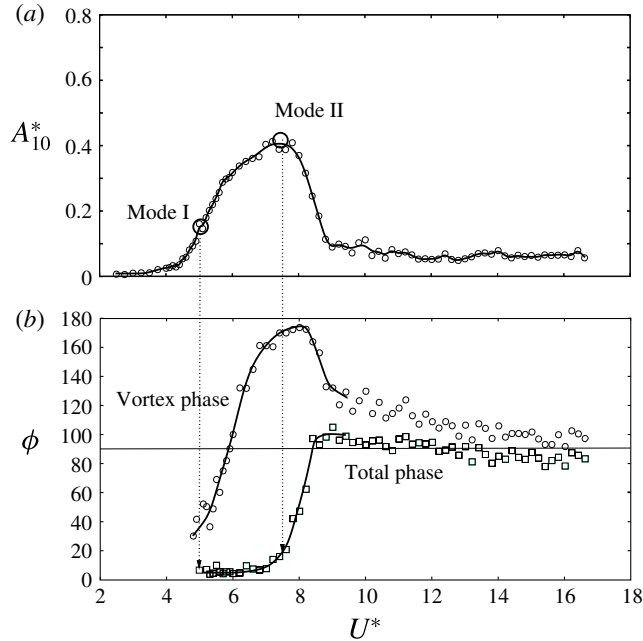 (a)
0.8
0.6
A*10
0.4
0.2
0
Mode II
Mode I
(b)
180
160
140
120
100
ϕ
80
60
40
20
0
Vortex phase
Total phase
2 4 6 8 10 12 14 16 18
U*